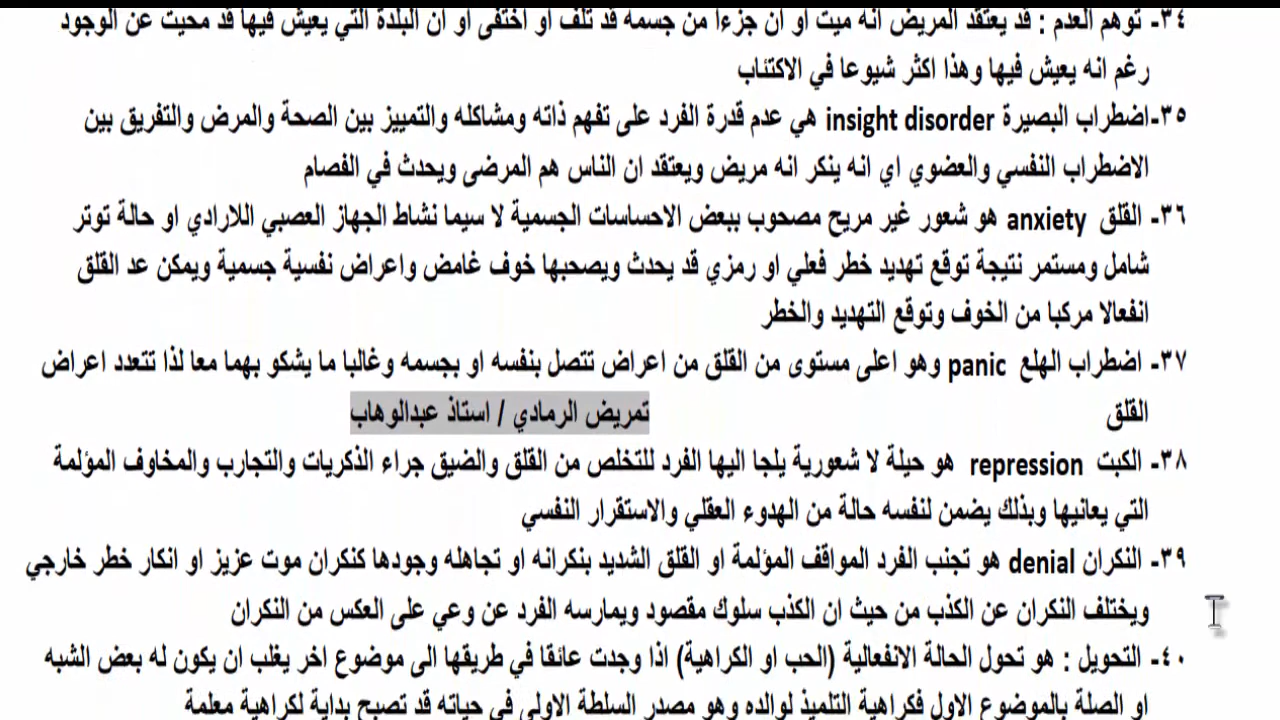 ٣٤- توهم العدم : قد يعتقد المريض انه ميت او ان جزءا من جسمه قد تلف او اختفى او ان البلدة التي يعيش فيها قد محيت عن الوجود
رغم انه يعيش فيها وهذا اكثر شيوعا في الاكتئاب
٣٥-اضطراب البصيرة insight disorder هي عدم قدرة الفرد على تفهم ذاته ومشاكله والتمييز بين الصحة والمرض والتفريق بين
الاضطراب النفسي والعضوي اي انه ينكر انه مريض ويعتقد ان الناس هم المرضى ويحدث في الفصام
٣٦- القلق anxiety هو شعور غير مريح مصحوب ببعض الاحساسات الجسمية لا سيما نشاط الجهاز العصبي اللارادي او حالة توتر
شامل ومستمر نتيجة توقع تهديد خطر فعلي او رمزي قد يحدث ويصحبها خوف غامض واعراض نفسية جسمية ويمكن عد القلق
انفعالا مركبا من الخوف وتوقع التهديد والخطر
٣٧- اضطراب الهلع panic وهو اعلى مستوى من القلق من اعراض تتصل بنفسه او بجسمه وغالبا ما يشكو بهما معا لذا تتعدد اعراض
القلق تمريض الرمادي / استاذ عبدالوهاب
٣٨- الكبت repression هو حيلة لا شعورية يلجا اليها الفرد للتخلص من القلق والضيق جراء الذكريات والتجارب والمخاوف المؤلمة
التي يعانيها وبذلك يضمن لنفسه حالة من الهدوء العقلي والاستقرار النفسي
٣٩- النكران denial هو تجنب الفرد المواقف المؤلمة او القلق الشديد بنكرانه او تجاهله وجودها كنكران موت عزيز او انكار خطر خارجي
ويختلف النكران عن الكذب من حيث ان الكذب سلوك مقصود ويمارسه الفرد عن وعي على العكس من النكران
٤٠- التحويل : هو تحول الحالة الانفعالية (الحب او الكراهية) اذا وجدت عائقا في طريقها الى موضوع اخر يغلب ان يكون له بعض الشبه
او الصلة بالموضوع الاول فكراهية التلميذ لوالده وهو مصدر السلطة الاولى في حياته قد تصبح بداية لكراهية معلمة